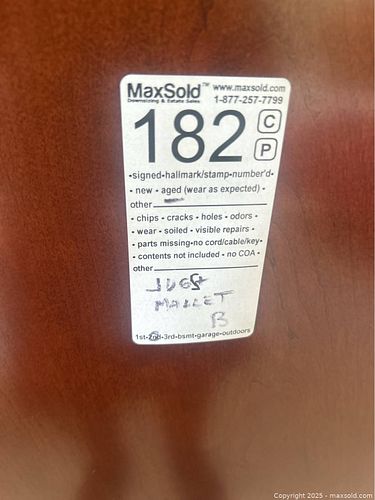 MaxSold™ www.maxsold.com
Downsizing & Estate Sales 1-877-257-7799
182 C
P
-signed-hallmark/stamp-number'd-
- new - aged (wear as expected) -
other
- chips - cracks - holes - odors -
- wear - soiled - visible repairs -
- parts missing-no cord/cable/key-
- contents not included - no COA -
other
MALLET
B
1st-2nd-3rd-bsmt-garage-outdoors
Copyright 2025 - maxsold.com